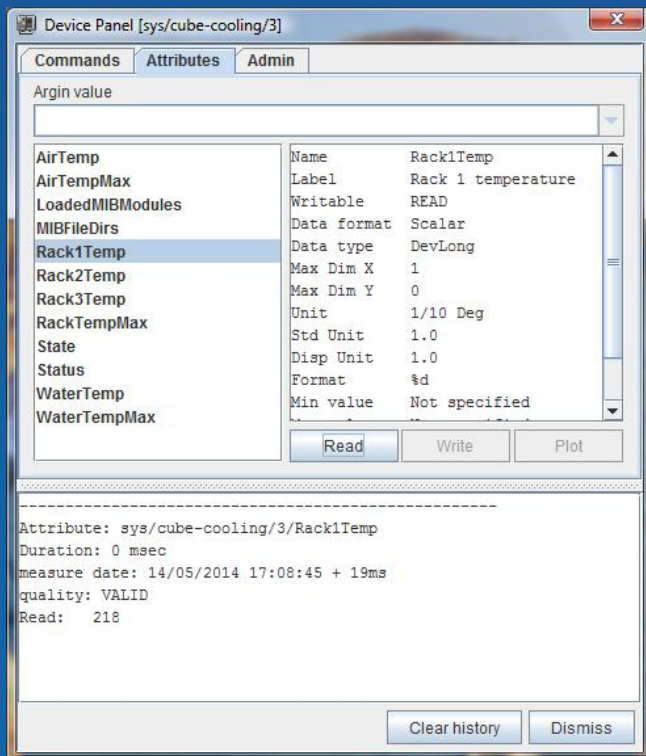 Device Panel [sys/cube-cooling/3]
Commands Attributes Admin
Argin value
AirTemp
AirTempMax
LoadedMIBModules
MIBFileDirs
Rack1Temp
Rack2Temp
Rack3Temp
RackTempMax
State
Status
WaterTemp
WaterTempMax
Name Rack1Temp
Label Rack 1 temperature
Writable READ
Data format Scalar
Data type DevLong
Max Dim X 1
Max Dim Y 0
Unit 1/10 Deg
Std Unit 1.0
Disp Unit 1.0
Format %d
Min value Not specified
Read Write Plot
----------------------------------------------------
Attribute: sys/cube-cooling/3/Rack1Temp
Duration: 0 msec
measure date: 14/05/2014 17:08:45 + 19ms
quality: VALID
Read: 218
Clear history Dismiss